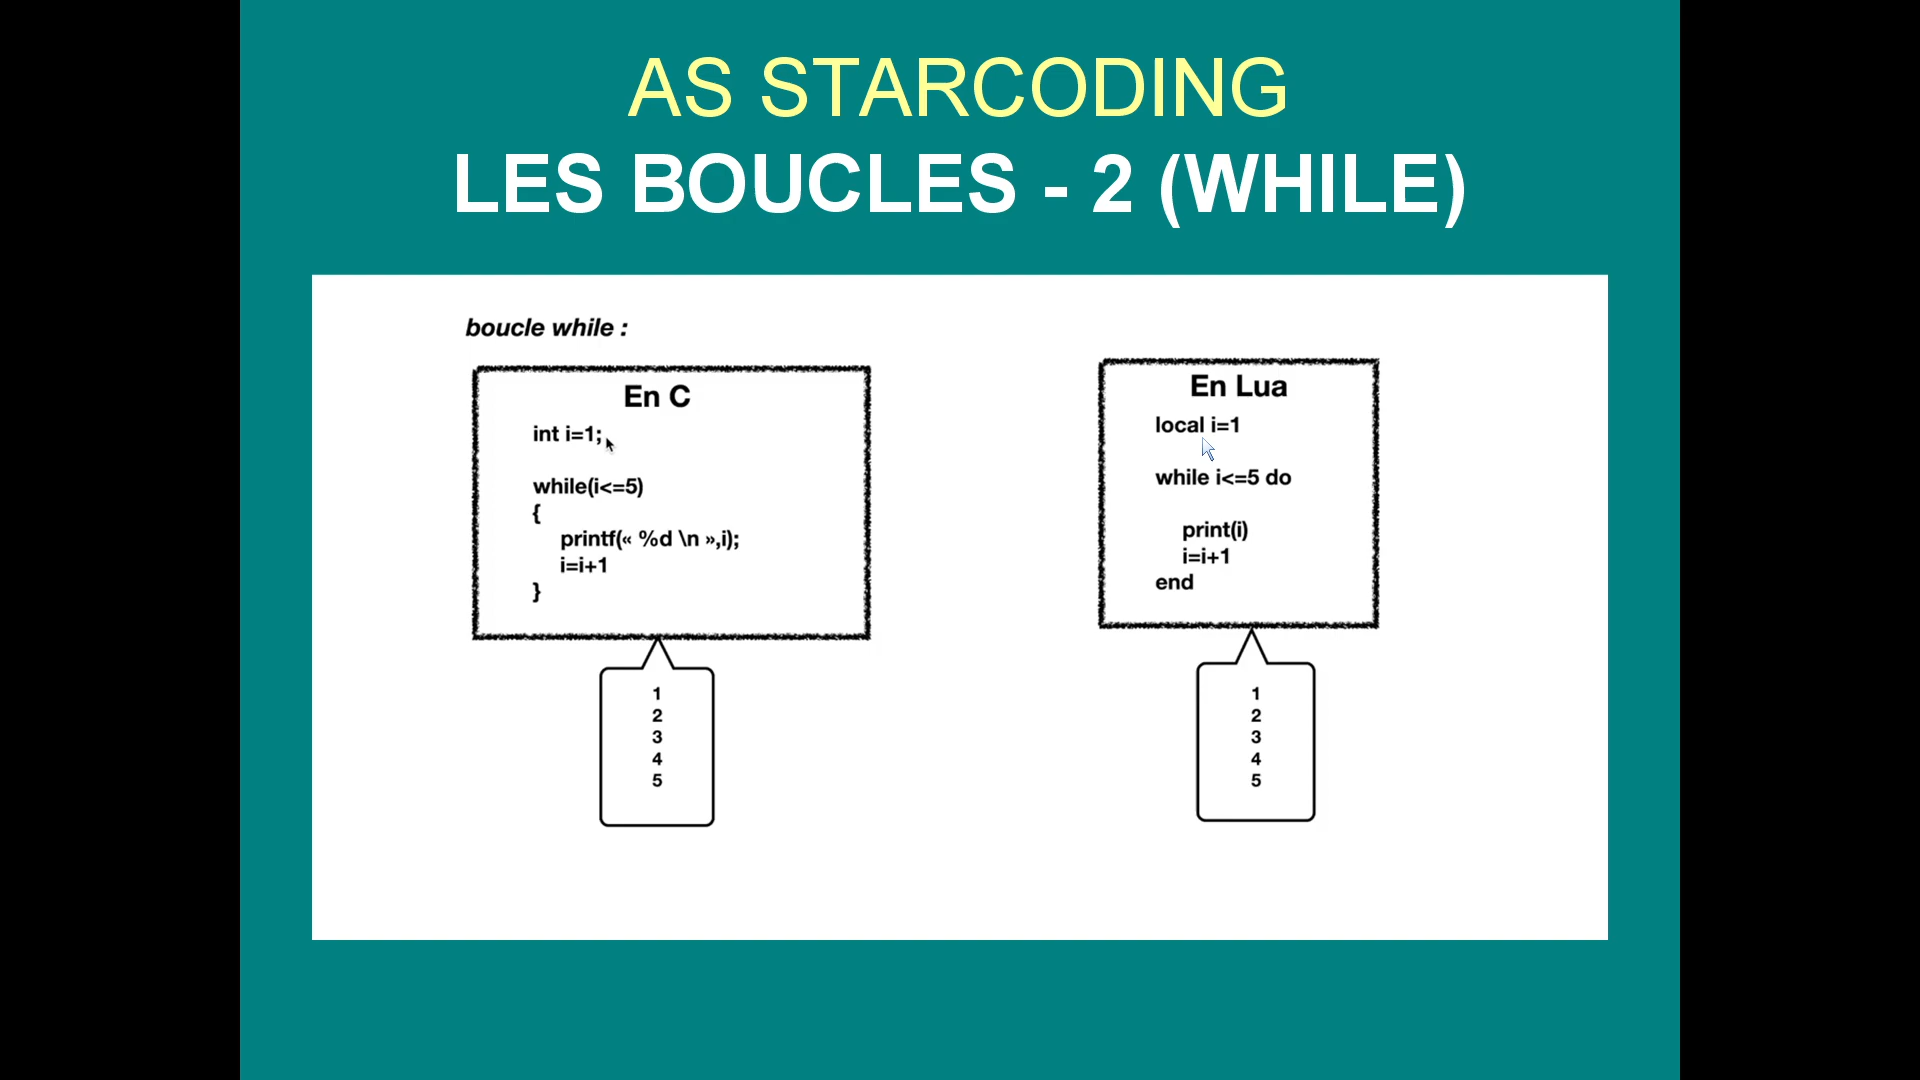 AS STARCODING
LES BOUCLES - 2 (WHILE)
boucle while :
En C
int i=1;
while(i<=5)
{
printf(« %d \n »,i);
i=i+1
}
1
2
3
4
5
En Lua
local i=1
while i<=5 do
print(i)
i=i+1
end
1
2
3
4
5